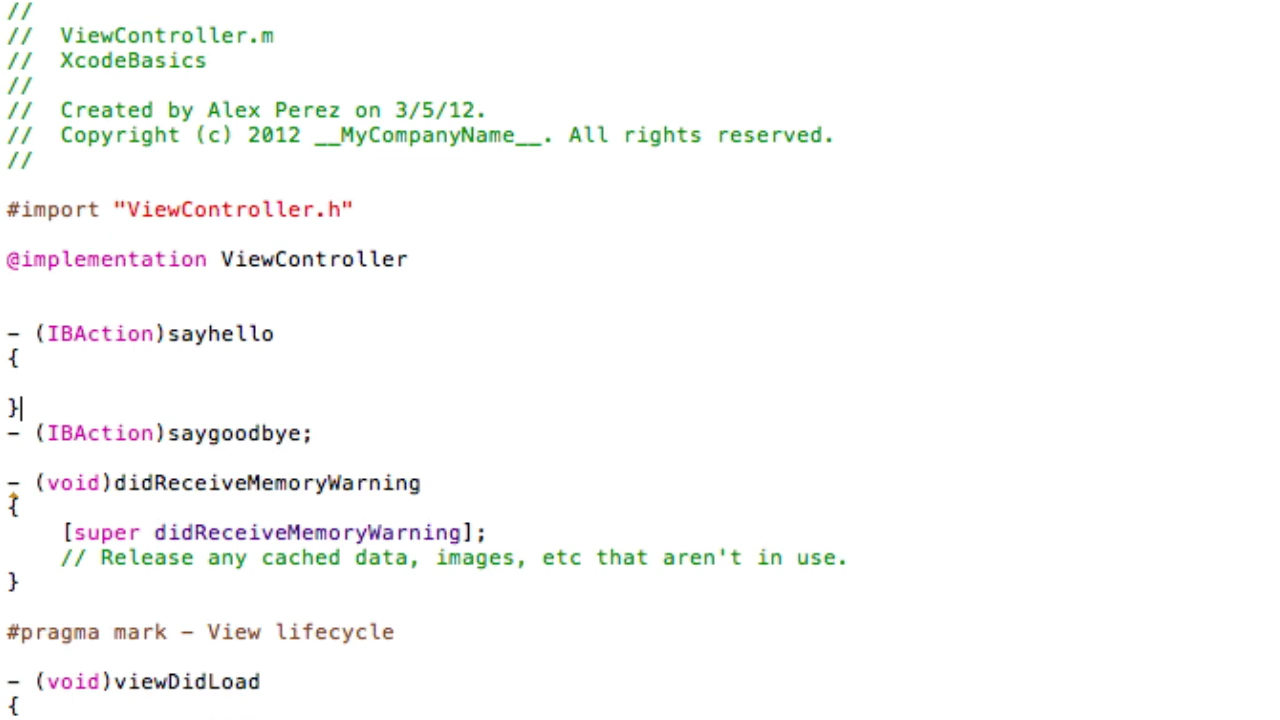 //
//  ViewController.m
//  XcodeBasics
//
//  Created by Alex Perez on 3/5/12.
//  Copyright (c) 2012 __MyCompanyName__. All rights reserved.
//
#import "ViewController.h"
@implementation ViewController
- (IBAction)sayhello
{
}
- (IBAction)saygoodbye;
- (void)didReceiveMemoryWarning
{
    [super didReceiveMemoryWarning];
    // Release any cached data, images, etc that aren't in use.
}
#pragma mark - View lifecycle
- (void)viewDidLoad
{